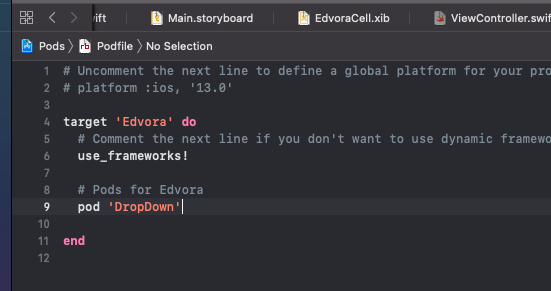 ift
Main.storyboard
EdvoraCell.xib
ViewController.swif
Pods
Podfile
No Selection
1 # Uncomment the next line to define a global platform for your pro
2 # platform :ios, '13.0'
3
4 target 'Edvora' do
5 # Comment the next line if you don't want to use dynamic framewo
6 use_frameworks!
7
8 # Pods for Edvora
9 pod 'DropDown'
10
11 end
12